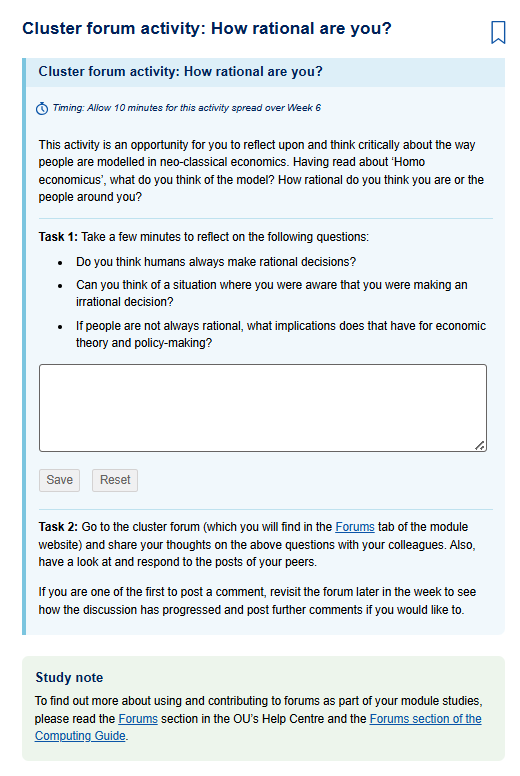 Cluster forum activity: How rational are you?
Cluster forum activity: How rational are you?
Timing: Allow 10 minutes for this activity spread over Week 6
This activity is an opportunity for you to reflect upon and think critically about the way
people are modelled in neo-classical economics. Having read about ‘Homo
economicus’, what do you think of the model? How rational do you think you are or the
people around you?
Task 1: Take a few minutes to reflect on the following questions:
• Do you think humans always make rational decisions?
• Can you think of a situation where you were aware that you were making an
irrational decision?
• If people are not always rational, what implications does that have for economic
theory and policy-making?
Save Reset
Task 2: Go to the cluster forum (which you will find in the Forums tab of the module
website) and share your thoughts on the above questions with your colleagues. Also,
have a look at and respond to the posts of your peers.
If you are one of the first to post a comment, revisit the forum later in the week to see
how the discussion has progressed and post further comments if you would like to.
Study note
To find out more about using and contributing to forums as part of your module studies,
please read the Forums section in the OU’s Help Centre and the Forums section of the
Computing Guide.